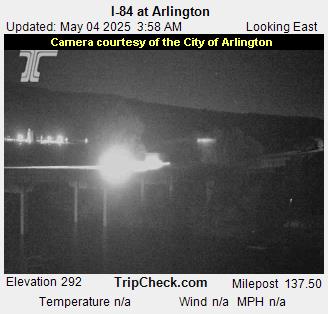 I-84 at Arlington
Updated: May 04 2025 3:58 AM Looking East
Camera courtesy of the City of Arlington
Elevation 292 TripCheck.com Milepost 137.50
Temperature n/a Wind n/a MPH n/a